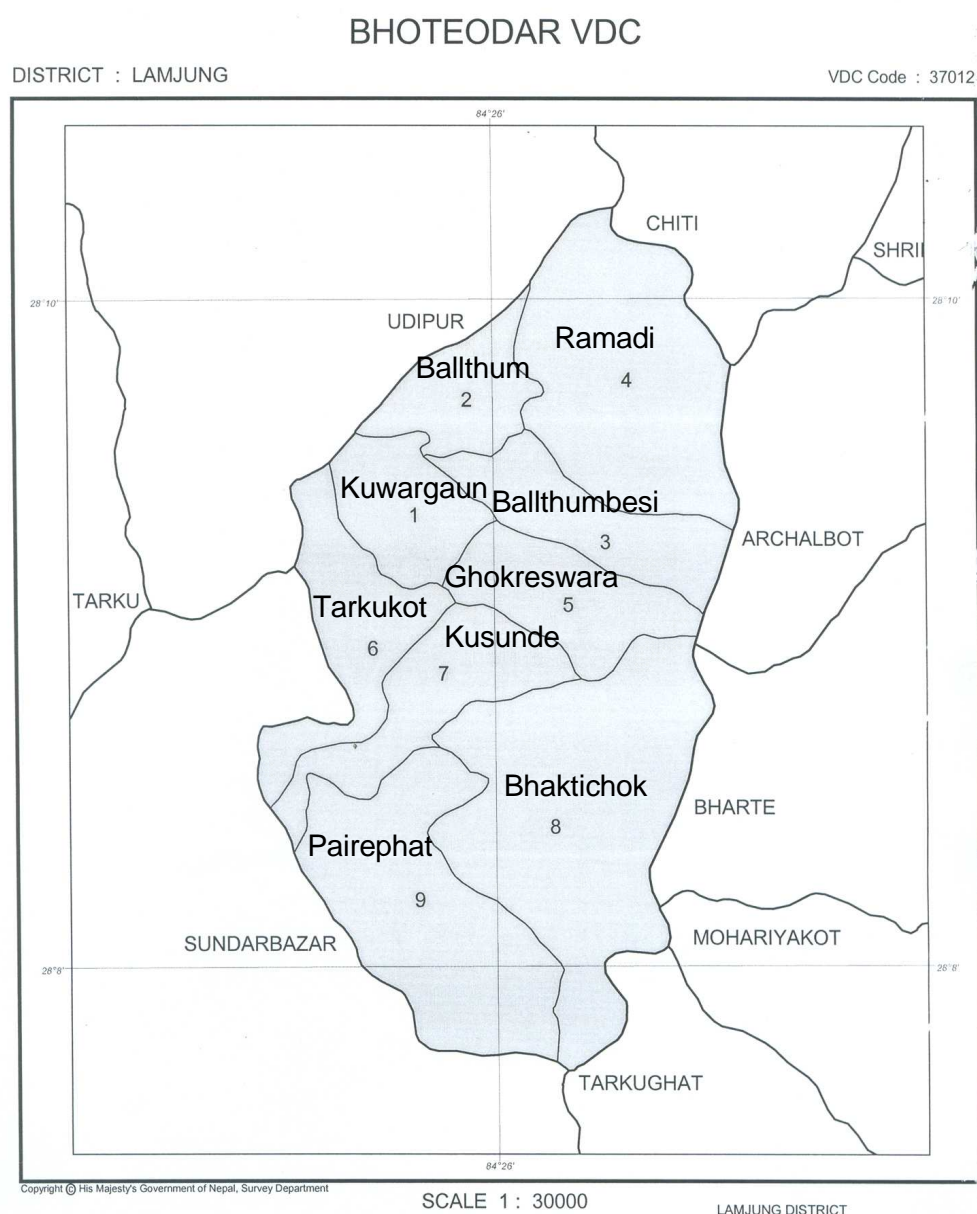 BHOTEODAR VDC
DISTRICT : LAMJUNG
VDC Code : 37012
84°26'
CHITI
SHRII
28°10'
28°10'
UDIPUR
Ramadi
4
Ballthum
2
Kuwargaun
1
Ballthumbesi
3
ARCHALBOT
Ghokreswara
5
TARKU
Tarkukot
6
Kusunde
7
Bhaktichok
8
BHARTE
Pairephat
9
SUNDARBAZAR
MOHARIYAKOT
28°8'
28°8'
TARKUGHAT
84°26'
Copyright © His Majesty's Government of Nepal, Survey Department
SCALE 1 : 30000
LAMJUNG DISTRICT